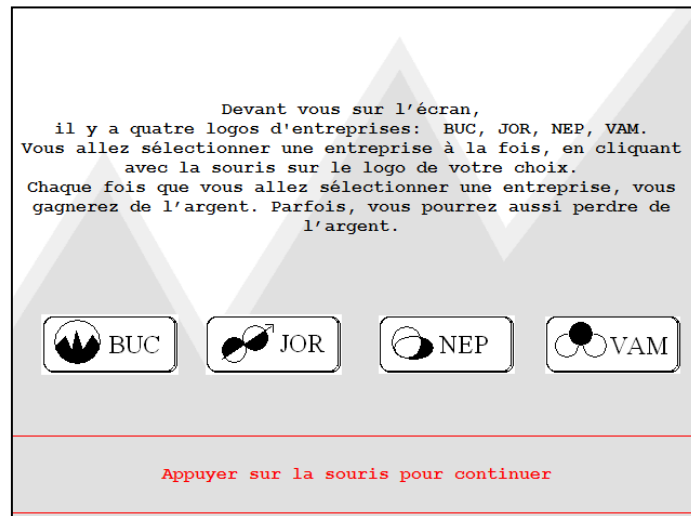 Devant vous sur l’écran,
il y a quatre logos d'entreprises:  BUC, JOR, NEP, VAM.
Vous allez sélectionner une entreprise à la fois, en cliquant
avec la souris sur le logo de votre choix.
Chaque fois que vous allez sélectionner une entreprise, vous
gagnerez de l’argent. Parfois, vous pourrez aussi perdre de
l’argent.
BUC JOR NEP VAM
Appuyer sur la souris pour continuer